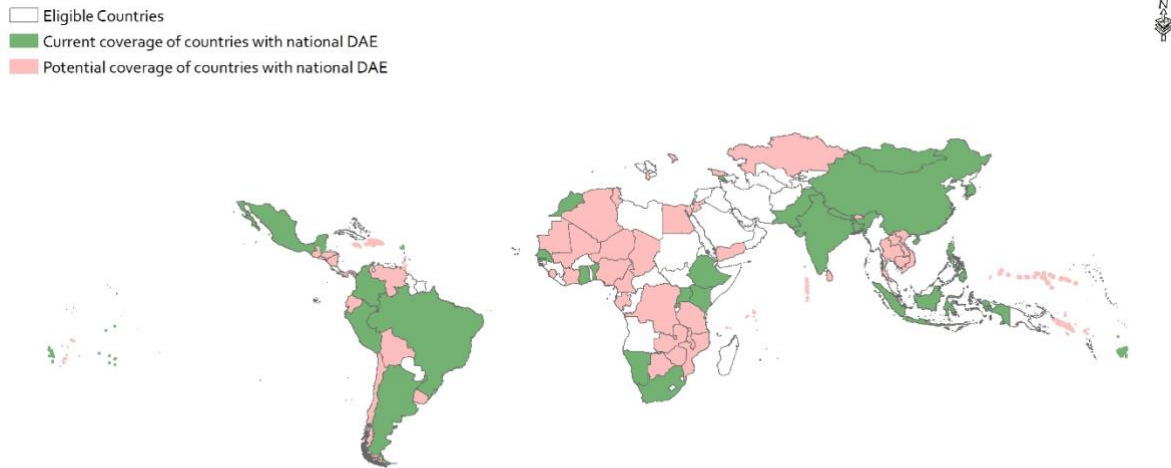 Eligible Countries
Current coverage of countries with national DAE
Potential coverage of countries with national DAE
N